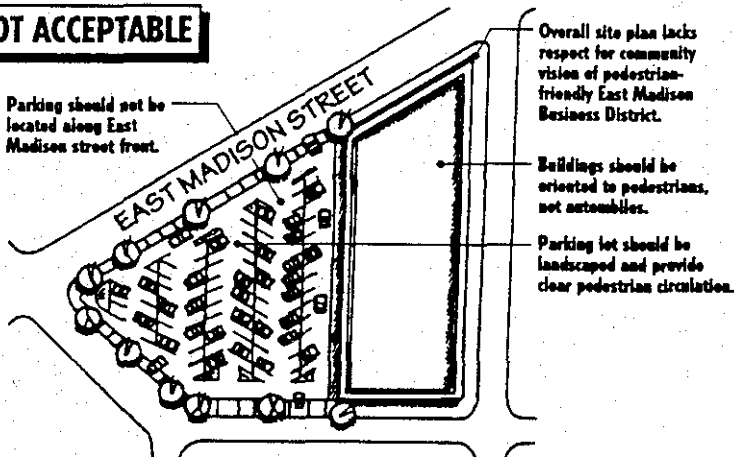 OT ACCEPTABLE
Parking should not be
located along East
Madison street front.
EAST MADISON STREET
Overall site plan lacks
respect for community
vision of pedestrian-
friendly East Madison
Business District.
Buildings should be
oriented to pedestrians,
not automobiles.
Parking lot should be
landscaped and provide
clear pedestrian circulation.